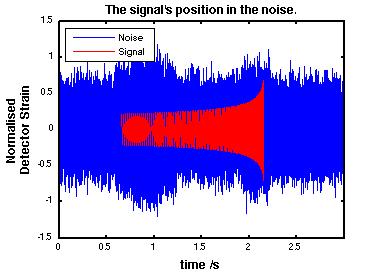 The signal's position in the noise.
1.5
1
0.5
0
-0.5
-1
-1.5
Normalised
Detector Strain
Noise
Signal
0 0.5 1 1.5 2 2.5
time /s